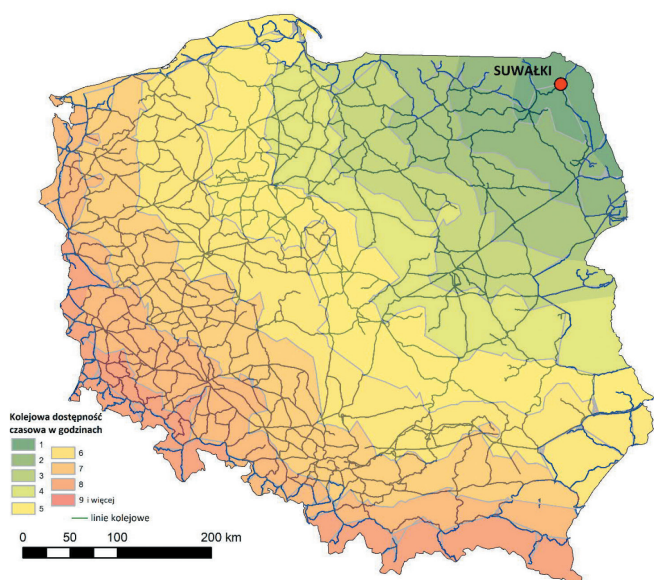 SUWAŁKI
Kolejowa dostępność
czasowa w godzinach
1
2
3
4
5
6
7
8
9 i więcej
linie kolejowe
0 50 100 200 km